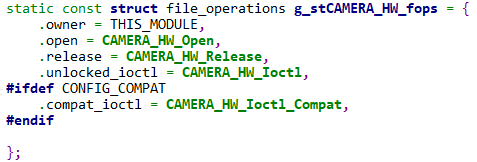 static const struct file_operations g_stCAMERA_HW_fops = {
    .owner = THIS_MODULE,
    .open = CAMERA_HW_Open,
    .release = CAMERA_HW_Release,
    .unlocked_ioctl = CAMERA_HW_Ioctl,
#ifdef CONFIG_COMPAT
    .compat_ioctl = CAMERA_HW_Ioctl_Compat,
#endif

};